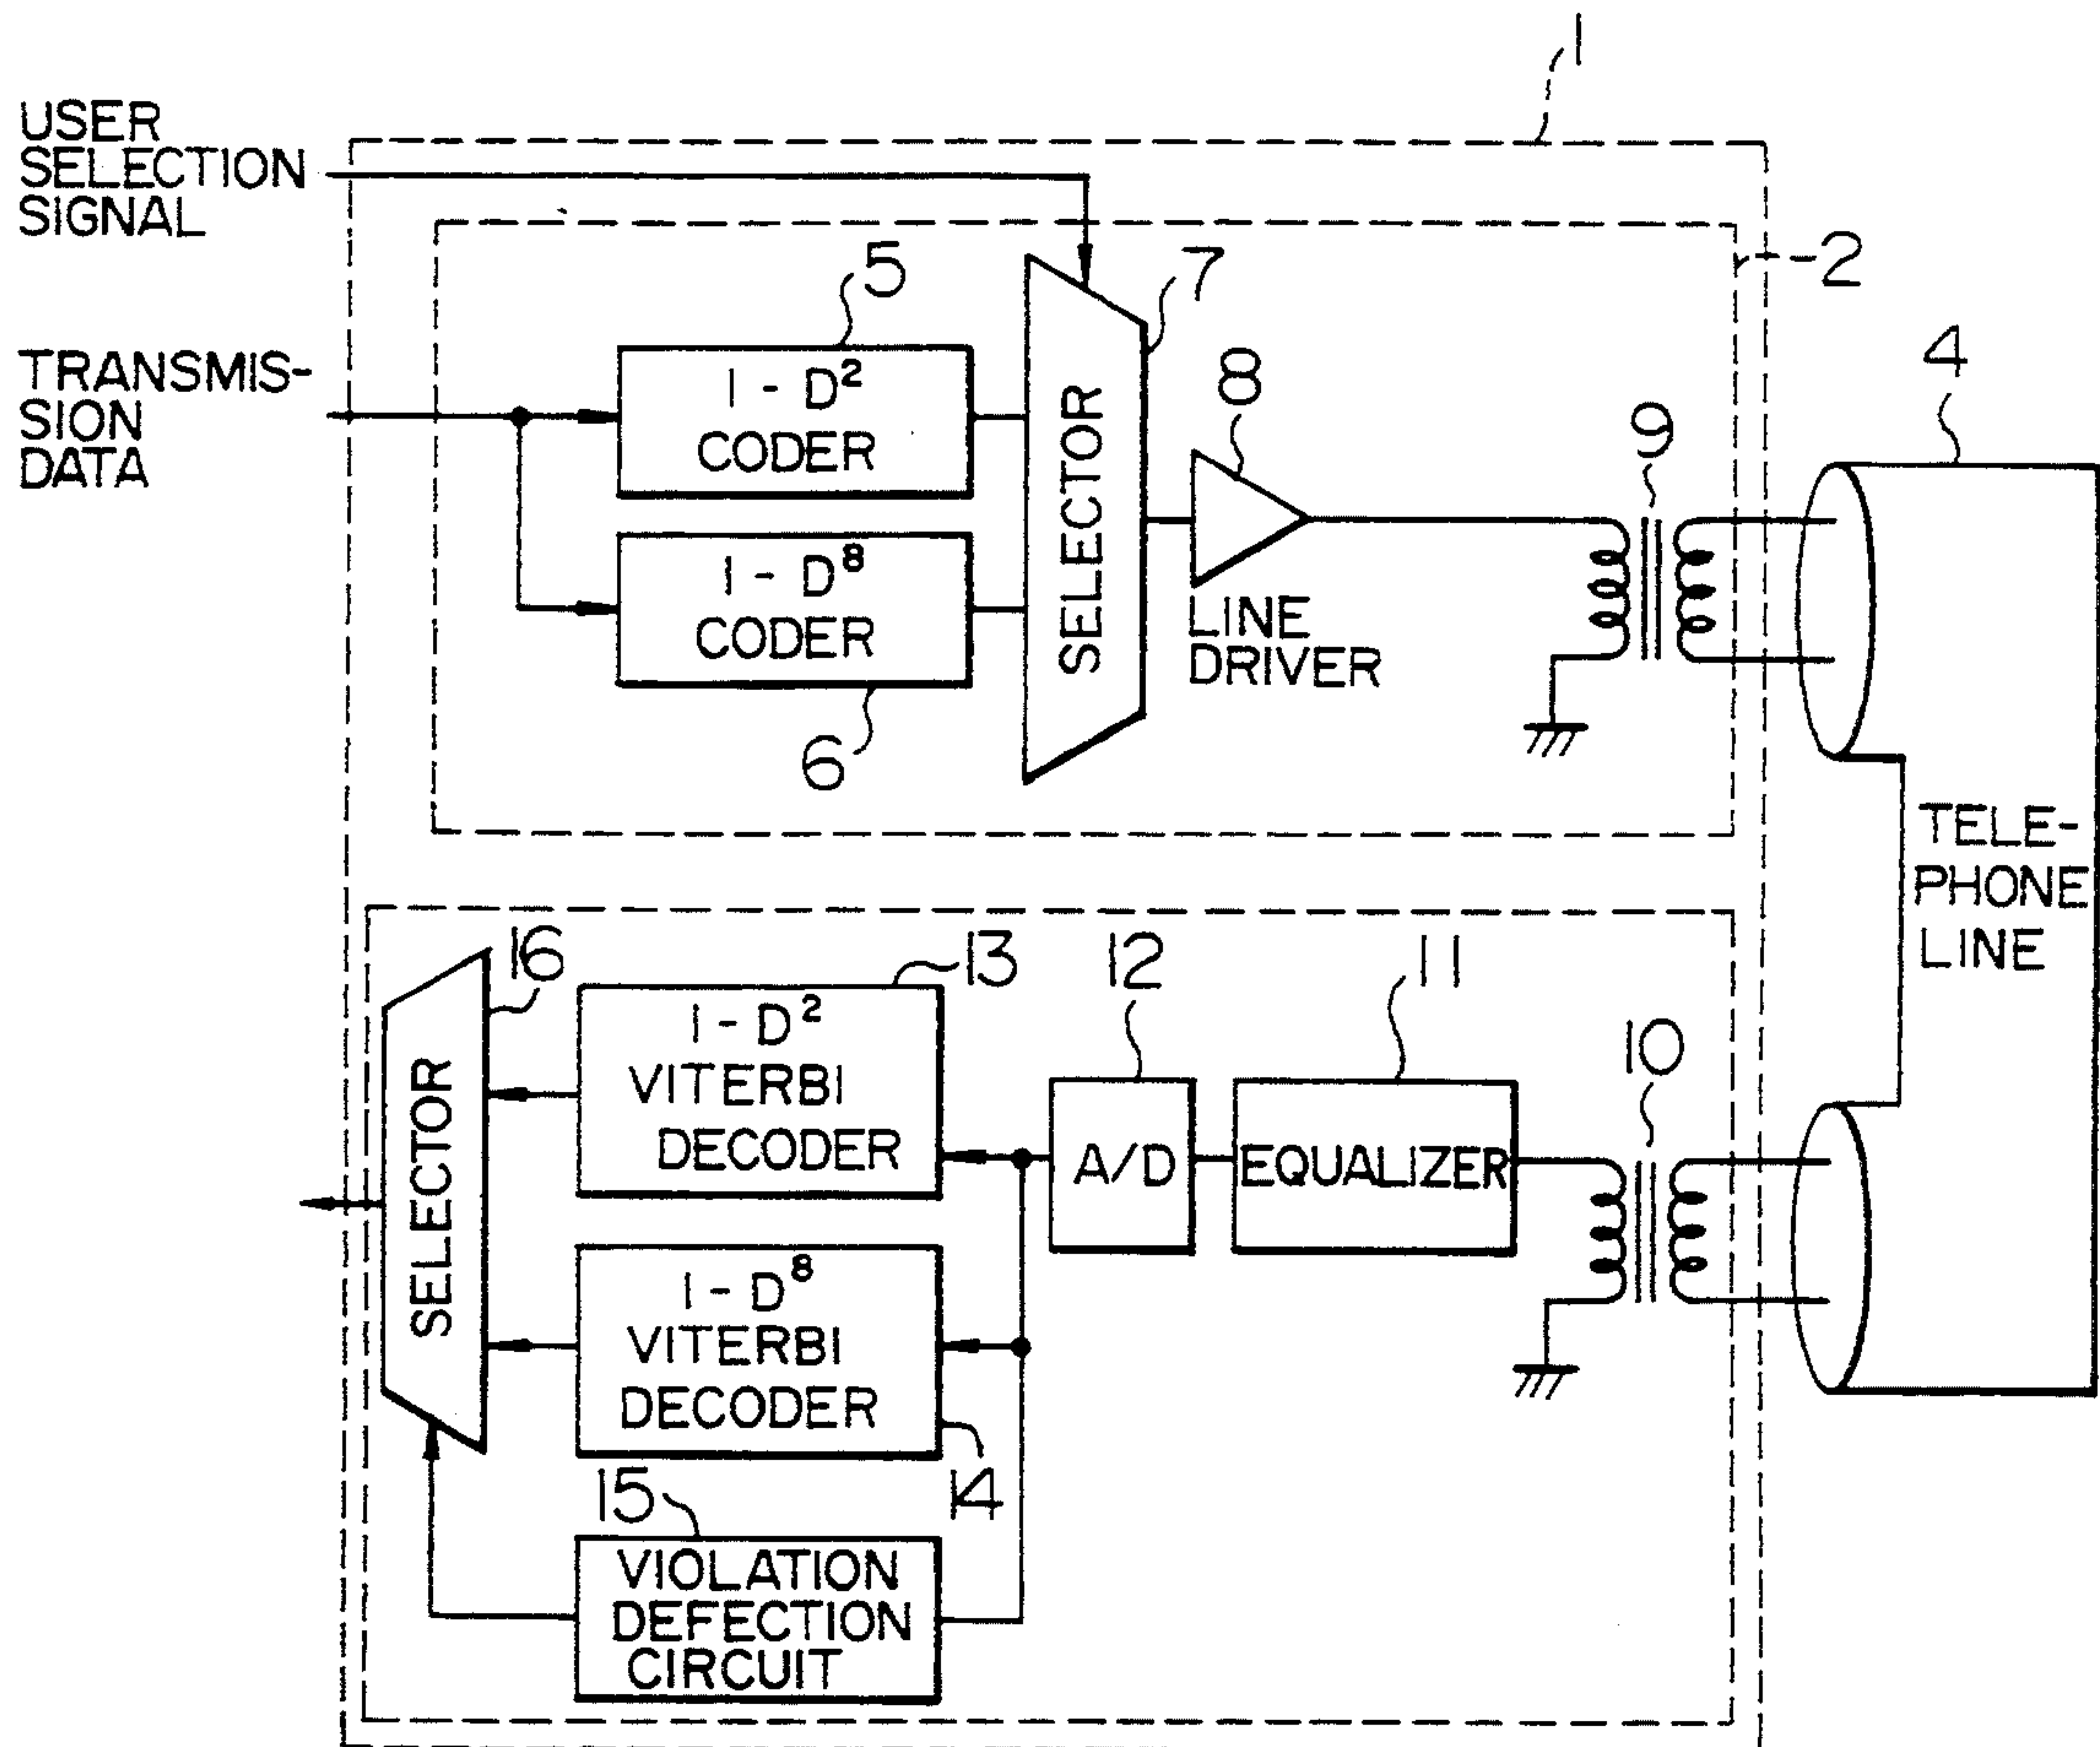 1
USER
SELECTION
SIGNAL
2
5
7
TRANSMIS-
SION
DATA
1 - D²
CODER
8
4
9
SELECTOR
1 - D⁸
CODER
LINE
DRIVER
6
TELE-
PHONE
LINE
16
13
12
11
10
1 - D²
VITERBI
DECODER
A/D
EQUALIZER
SELECTOR
1 - D⁸
VITERBI
DECODER
14
15
VIOLATION
DEFECTION
CIRCUIT